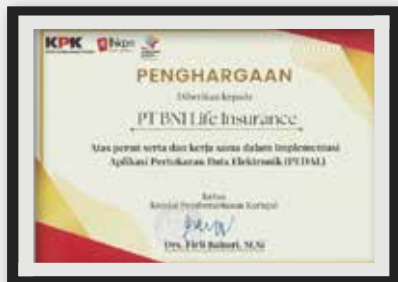 KPK lhkpn
PENGHARGAAN
Diberikan kepada
PT BNI Life Insurance
Atas peran serta dan kerja sama dalam Implementasi
Aplikasi Pertukaran Data Elektronik (PEDAL)
Ketua
Komisi Pemberantasan Korupsi
Drs. Firli Bahuri, M.Si